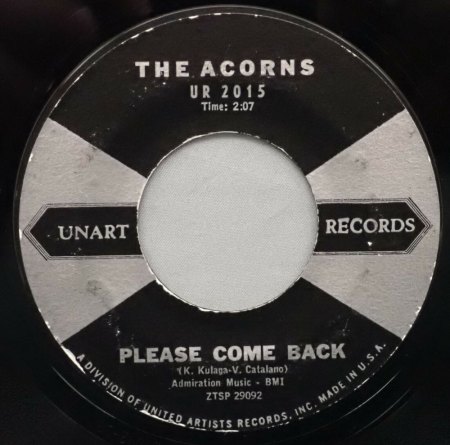 THE ACORNS
UR 2015
Time: 2:07
UNART RECORDS
PLEASE COME BACK
(K. Kulaga-V. Catalano)
Admiration Music - BMI
ZTSP 29092
A DIVISION OF UNITED ARTISTS RECORDS, INC. MADE IN U.S.A.